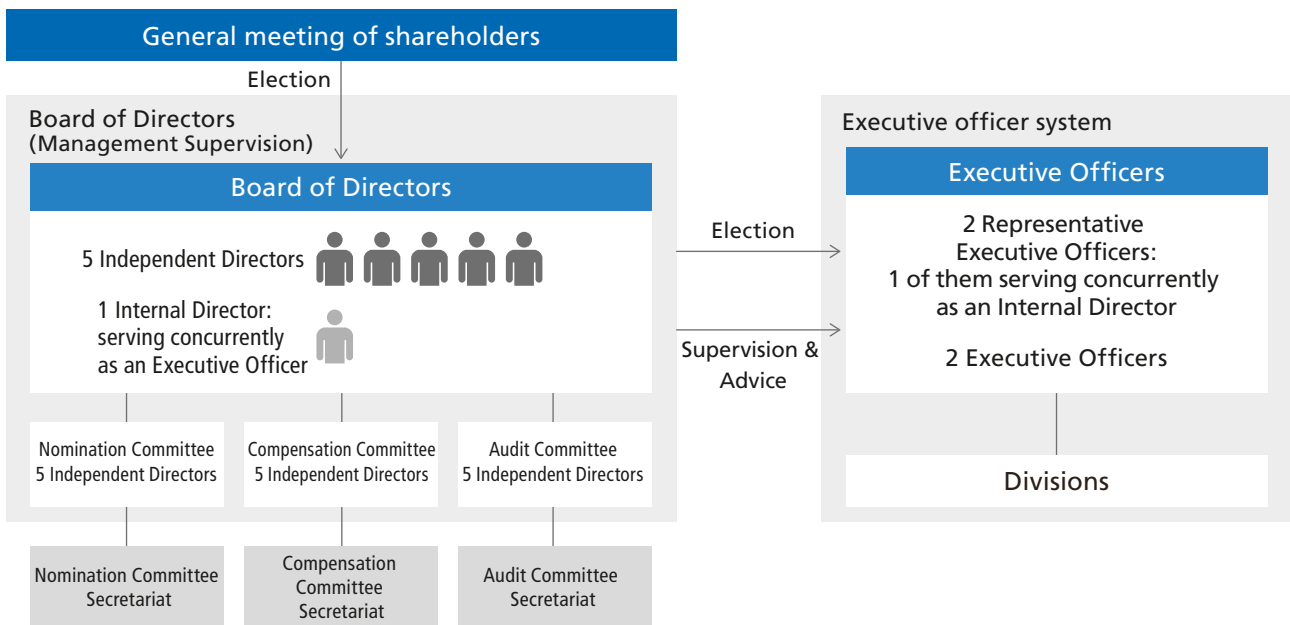 General meeting of shareholders
Election
Board of Directors
(Management Supervision)
Board of Directors
5 Independent Directors
1 Internal Director:
serving concurrently
as an Executive Officer
Nomination Committee
5 Independent Directors
Compensation Committee
5 Independent Directors
Audit Committee
5 Independent Directors
Nomination Committee
Secretariat
Compensation
Committee
Secretariat
Audit Committee
Secretariat
Election
Supervision &
Advice
Executive officer system
Executive Officers
2 Representative
Executive Officers:
1 of them serving concurrently
as an Internal Director
2 Executive Officers
Divisions